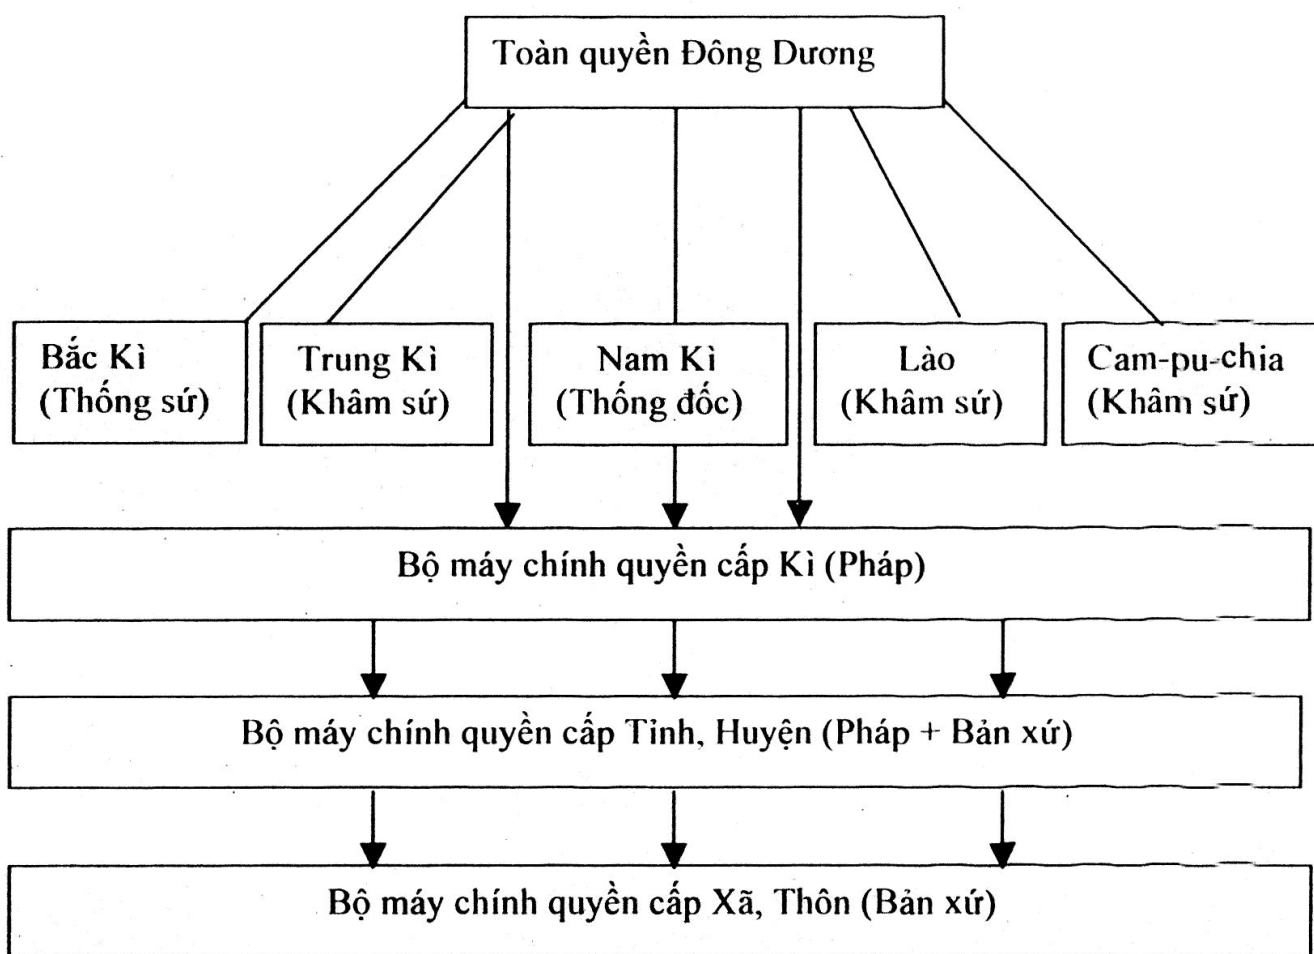 Toàn quyền Đông Dương
Bắc Kì
(Thống sứ)
Trung Kì
(Khâm sứ)
Nam Kì
(Thống đốc)
Lào
(Khâm sứ)
Cam-pu-chia
(Khâm sứ)
Bộ máy chính quyền cấp Kì (Pháp)
Bộ máy chính quyền cấp Tỉnh, Huyện (Pháp + Bản xứ)
Bộ máy chính quyền cấp Xã, Thôn (Bản xứ)